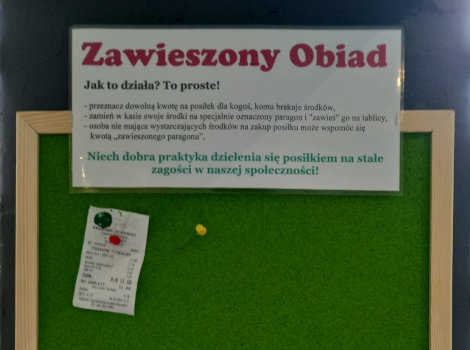 Zawieszony Obiad
Jak to działa? To proste!
- przeznacz dowolną kwotę na posiłek dla kogoś, komu brakuje środków,
- zamień w kasie swoje środki na specjalnie oznaczony paragon i "zawieś" go na tablicy,
- osoba nie mająca wystarczających środków na zakup posiłku może wspomóc się
kwotą „zawieszonego paragonu”,
Niech dobra praktyka dzielenia się posiłkiem na stałe
zagości w naszej społeczności!